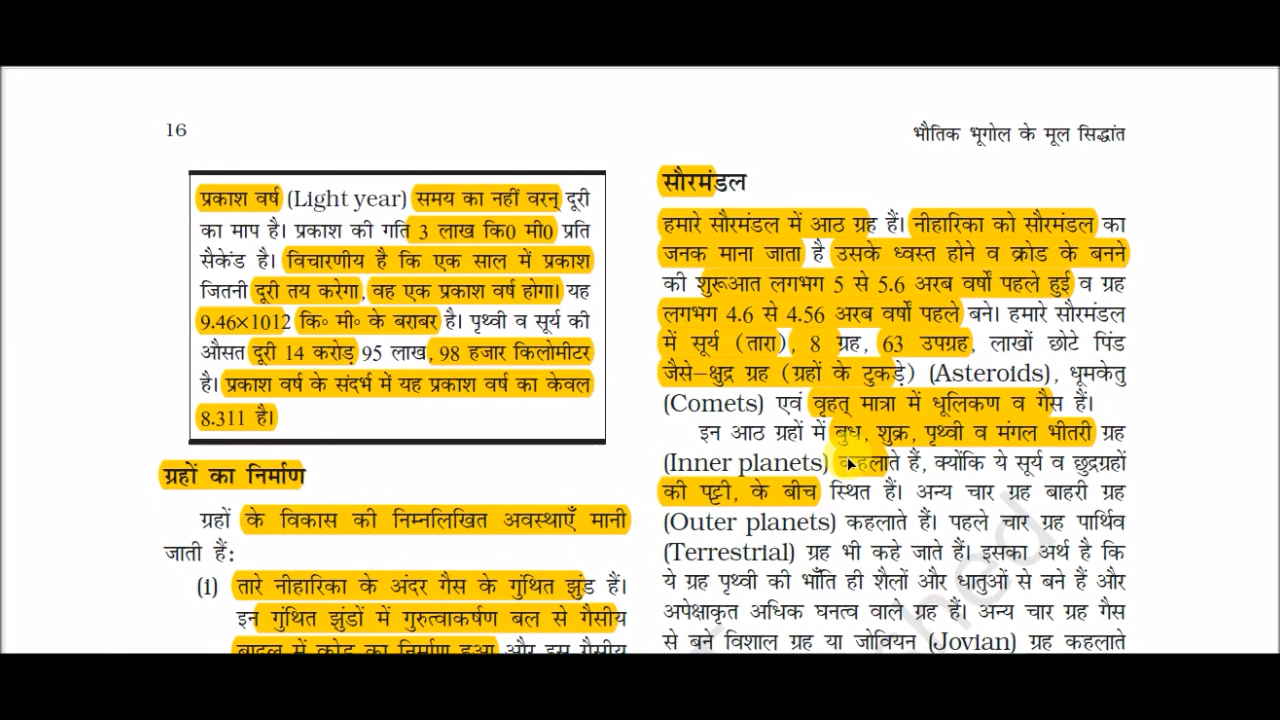 16
भौतिक भूगोल के मूल सिद्धांत
प्रकाश वर्ष (Light year) समय का नहीं वरन् दूरी
का माप है। प्रकाश की गति 3 लाख कि0 मी0 प्रति
सैकेंड है। विचारणीय है कि एक साल में प्रकाश
जितनी दूरी तय करेगा, वह एक प्रकाश वर्ष होगा। यह
9.46×1012 कि॰ मी॰ के बराबर है। पृथ्वी व सूर्य की
औसत दूरी 14 करोड़ 95 लाख, 98 हजार किलोमीटर
है। प्रकाश वर्ष के संदर्भ में यह प्रकाश वर्ष का केवल
8.311 है।
ग्रहों का निर्माण
ग्रहों के विकास की निम्नलिखित अवस्थाएँ मानी
जाती हैं:
(i) तारे नीहारिका के अंदर गैस के गुंथित झुंड हैं।
इन गुंथित झुंडों में गुरुत्वाकर्षण बल से गैसीय
बादल में क्रोड का निर्माण हुआ और इस गैसीय
सौरमंडल
हमारे सौरमंडल में आठ ग्रह हैं। नीहारिका को सौरमंडल का
जनक माना जाता है उसके ध्वस्त होने व क्रोड के बनने
की शुरूआत लगभग 5 से 5.6 अरब वर्षों पहले हुई व ग्रह
लगभग 4.6 से 4.56 अरब वर्षों पहले बने। हमारे सौरमंडल
में सूर्य (तारा), 8 ग्रह, 63 उपग्रह, लाखों छोटे पिंड
जैसे–क्षुद्र ग्रह (ग्रहों के टुकड़े) (Asteroids), धूमकेतु
(Comets) एवं वृहत् मात्रा में धूलिकण व गैस हैं।
इन आठ ग्रहों में बुध, शुक्र, पृथ्वी व मंगल भीतरी ग्रह
(Inner planets) कहलाते हैं, क्योंकि ये सूर्य व छुद्रग्रहों
की पट्टी, के बीच स्थित हैं। अन्य चार ग्रह बाहरी ग्रह
(Outer planets) कहलाते हैं। पहले चार ग्रह पार्थिव
(Terrestrial) ग्रह भी कहे जाते हैं। इसका अर्थ है कि
ये ग्रह पृथ्वी की भाँति ही शैलों और धातुओं से बने हैं और
अपेक्षाकृत अधिक घनत्व वाले ग्रह हैं। अन्य चार ग्रह गैस
से बने विशाल ग्रह या जोवियन (Jovian) ग्रह कहलाते